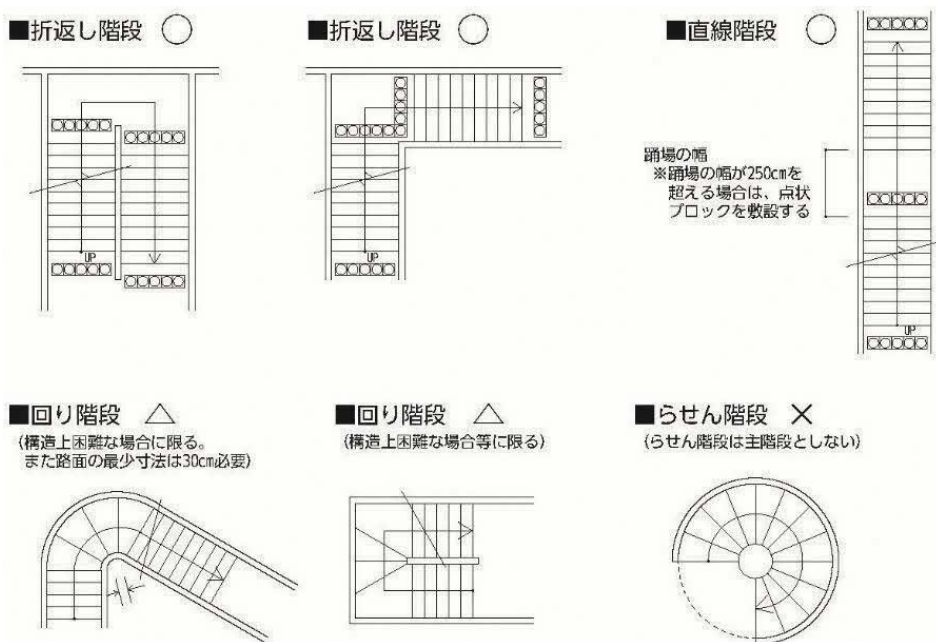 ■折返し階段 ○
■折返し階段 ○
■直線階段 ○
UP
UP
踊場の幅
※踊場の幅が250cmを
超える場合は、点状
ブロックを敷設する
UP
■回り階段 △
(構造上困難な場合に限る。
また路面の最少寸法は30cm必要)
■回り階段 △
(構造上困難な場合等に限る)
■らせん階段 ×
(らせん階段は主階段としない)